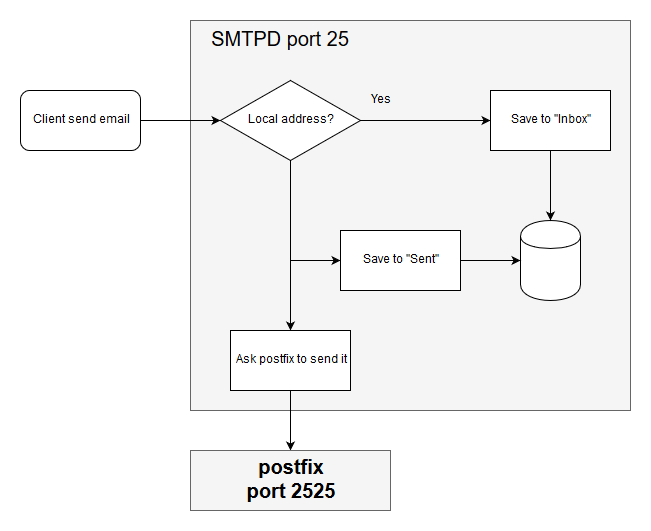 SMTPD port 25
Yes
Client send email
Local address?
Save to "Inbox"
Save to "Sent"
Ask postfix to send it
postfix
port 2525